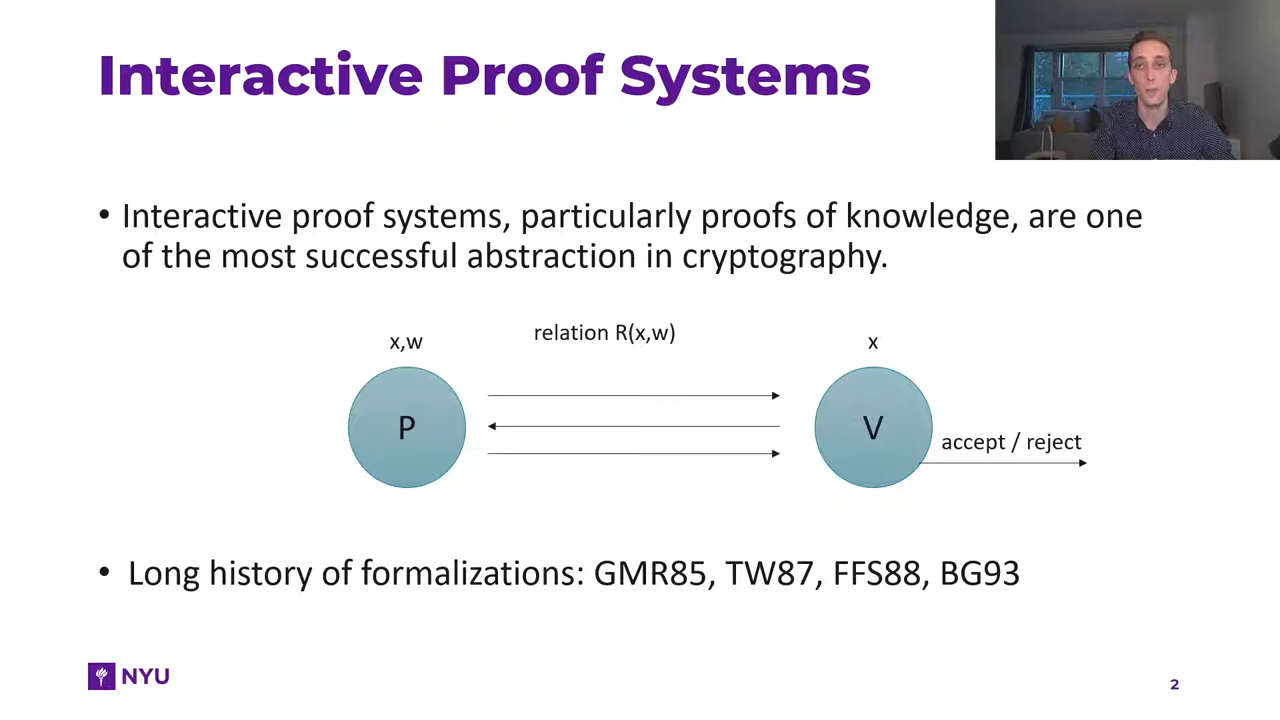 Interactive Proof Systems
• Interactive proof systems, particularly proofs of knowledge, are one
of the most successful abstraction in cryptography.
x,w
relation R(x,w)
x
P
V
accept / reject
• Long history of formalizations: GMR85, TW87, FFS88, BG93
NYU
2